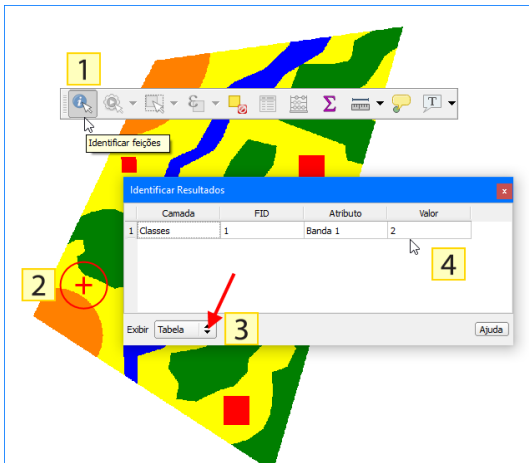 1
Identificar feições
Identificar Resultados
x
Camada FID Atributo Valor
1 Classes 1 Banda 1 2
2
4
Exibir Tabela
3
Ajuda